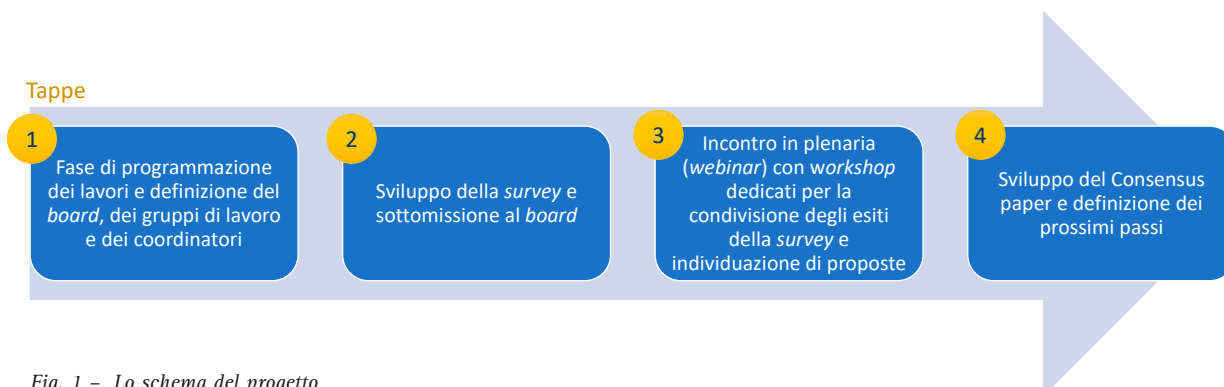 Tappe
1
Fase di programmazione
dei lavori e definizione del
board, dei gruppi di lavoro
e dei coordinatori
2
Sviluppo della survey e
sottomissione al board
3
Incontro in plenaria
(webinar) con workshop
dedicati per la
condivisione degli esiti
della survey e
individuazione di proposte
4
Sviluppo del Consensus
paper e definizione dei
prossimi passi
Fig. 1 – Lo schema del progetto